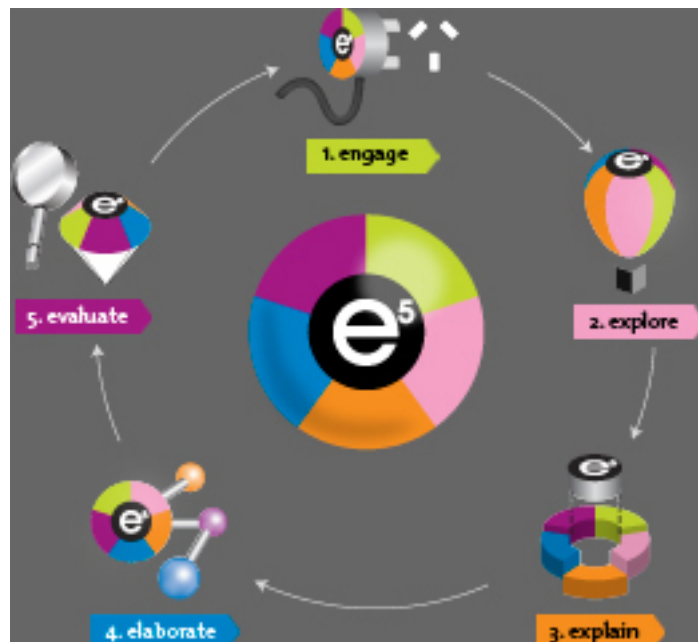 e
1. engage
e
2. explore
e
3. explain
4. elaborate
e
5. evaluate
e
e5